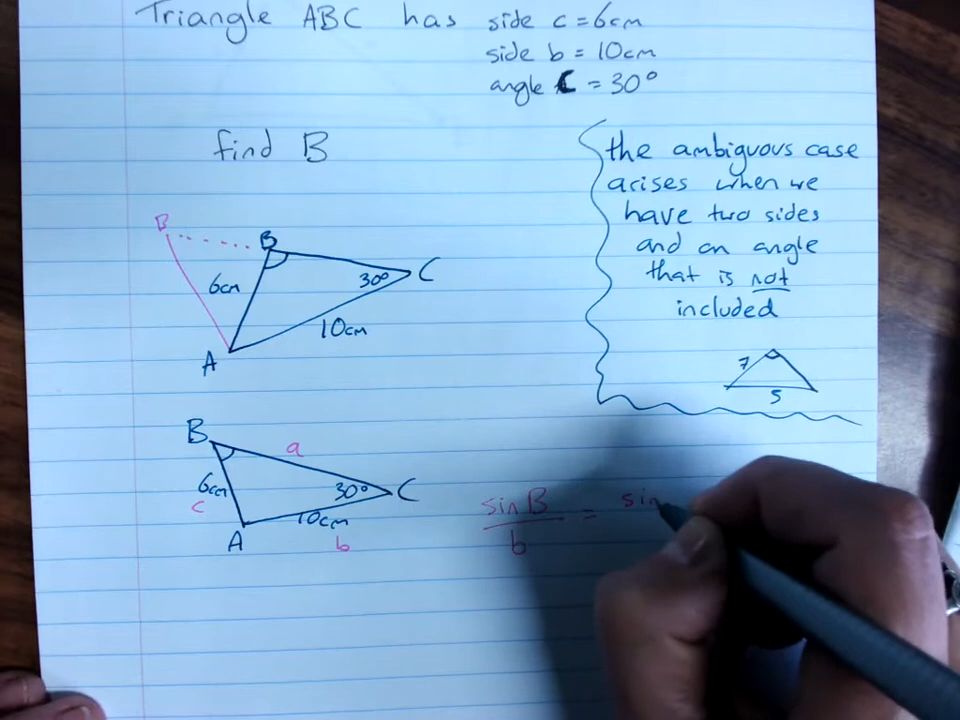 Triangle ABC has side c = 6cm
side b = 10cm
angle C = 30°
find B
the ambiguous case
arises when we
have two sides
and an angle
that is not
included
7
5
B
B
6cm
30°
C
10cm
A
B
a
6cm
30°
C
c
10cm
A
b
sin B = sin
b